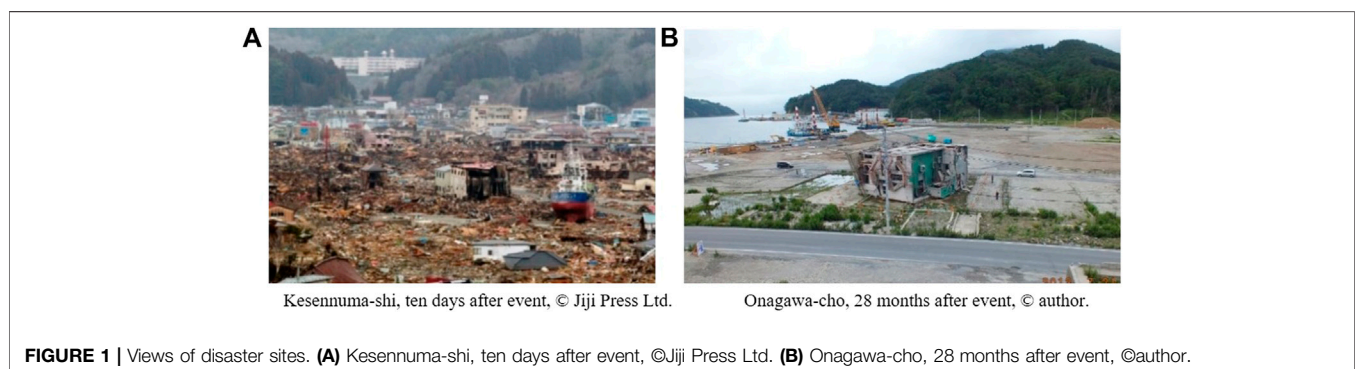 A
B
Kesennuma-shi, ten days after event, © Jiji Press Ltd.
Onagawa-cho, 28 months after event, © author.
FIGURE 1 | Views of disaster sites. (A) Kesennuma-shi, ten days after event, ©Jiji Press Ltd. (B) Onagawa-cho, 28 months after event, ©author.